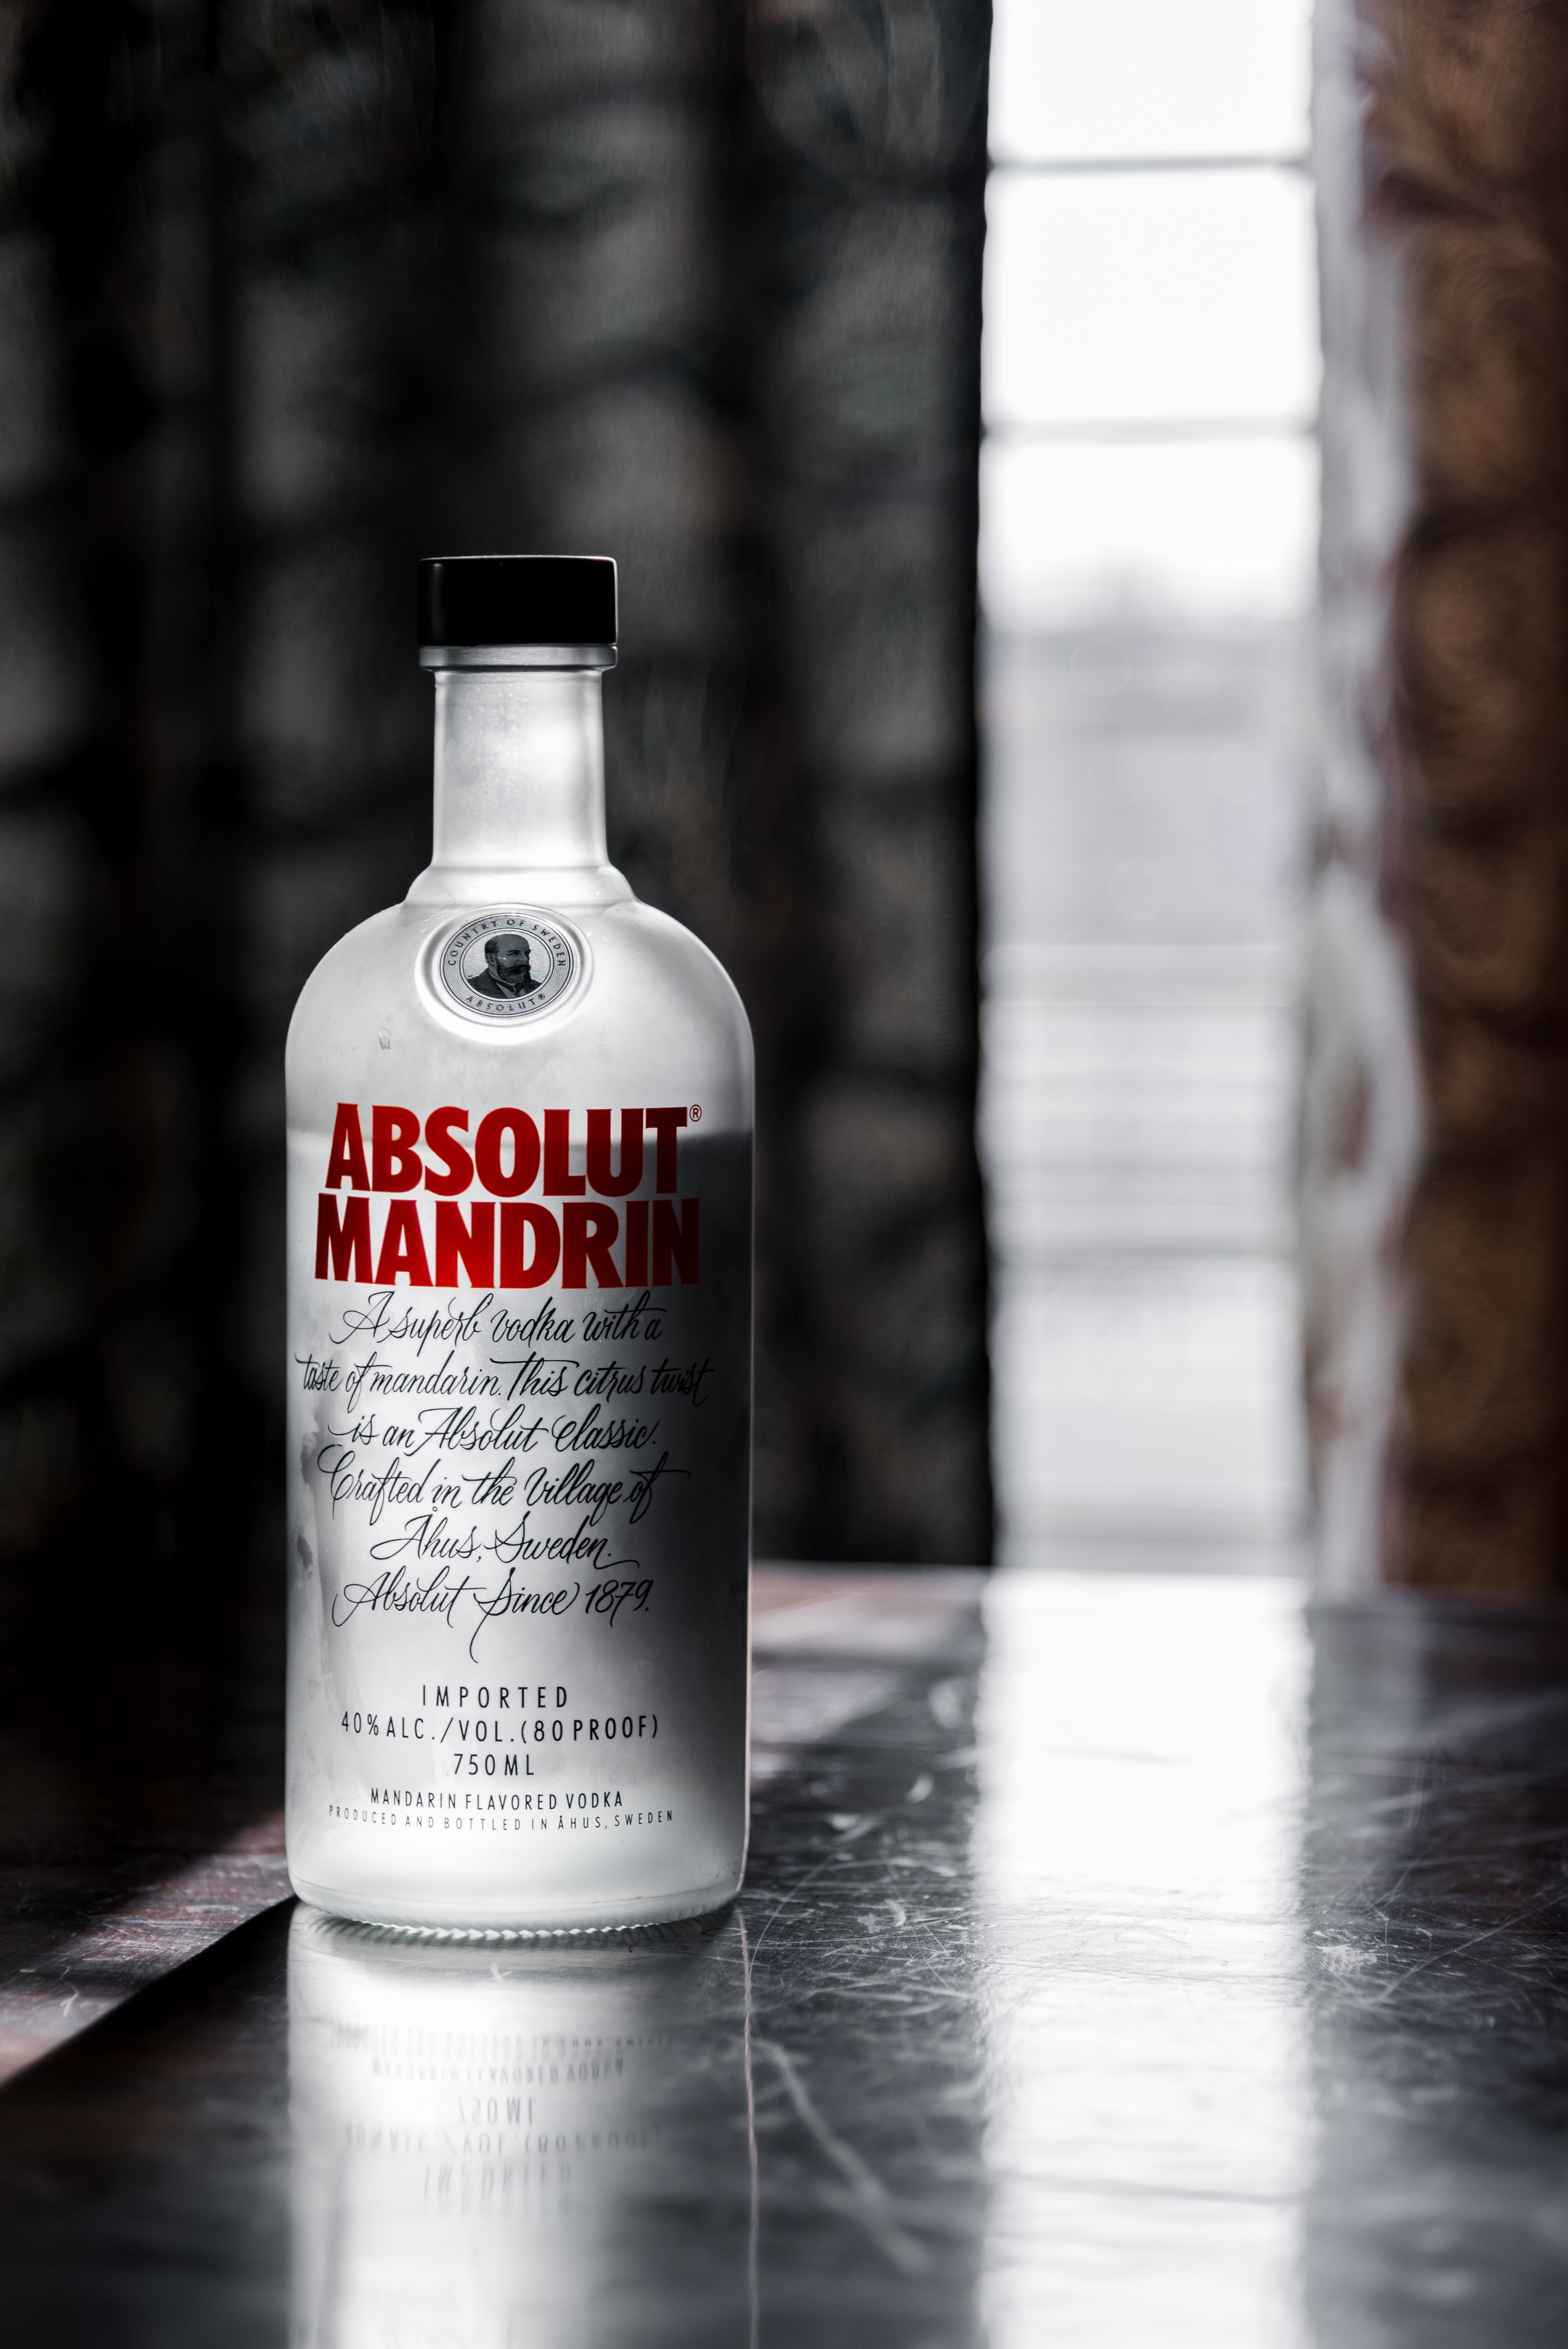 COUNTRY OF SWEDEN
ABSOLUT®
ABSOLUT®
MANDRIN
A superb vodka with a
taste of mandarin. This citrus twist
is an Absolut Classic.
Crafted in the village of
Åhus, Sweden.
Absolut Since 1879.
IMPORTED
40% ALC./VOL. (80 PROOF)
750ML
MANDARIN FLAVORED VODKA
PRODUCED AND BOTTLED IN ÅHUS, SWEDEN